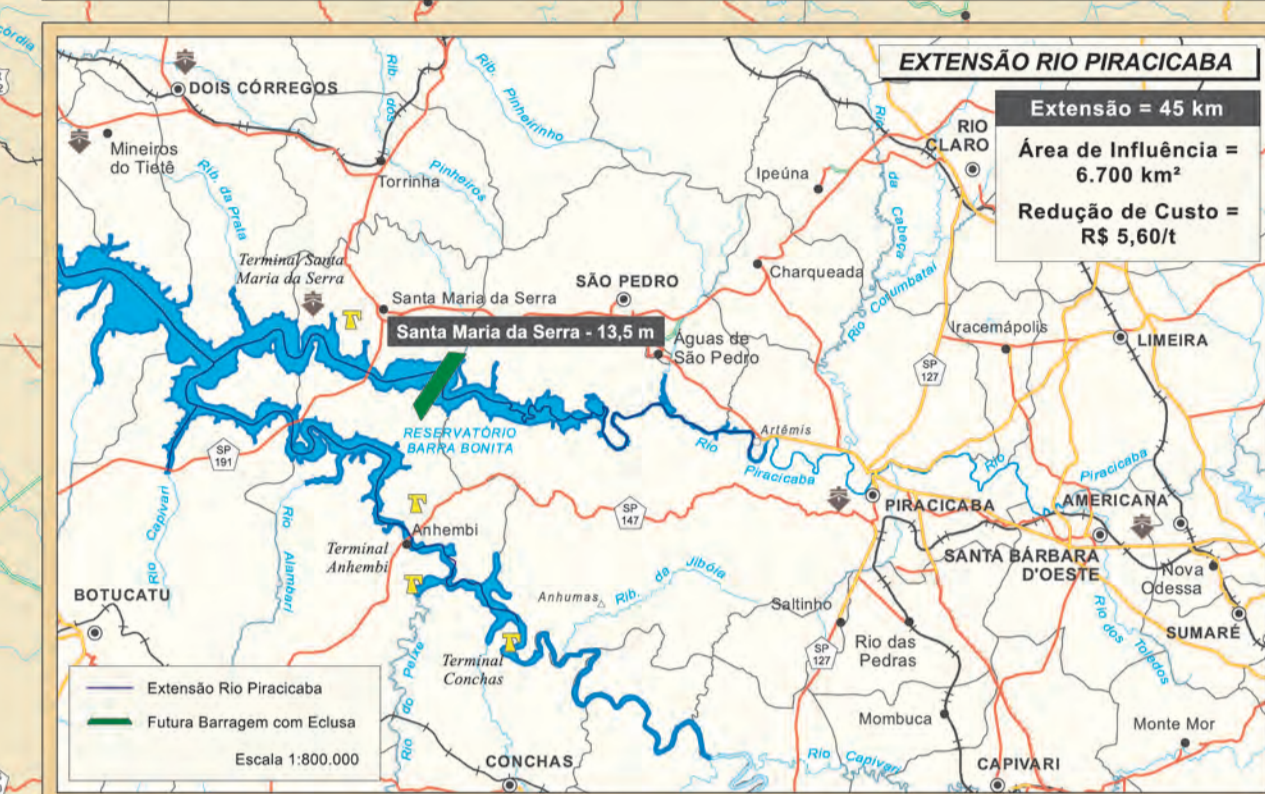 EXTENSÃO RIO PIRACICABA
Extensão = 45 km
Área de Influência =
6.700 km²
Redução de Custo =
R$ 5,60/t
DOIS CÓRREGOS
Mineiros
do Tietê
Rib. da Prata
Rib. dos
Pinheiros
Rib. Pinheirinho
Torrinha
Ipeúna
RIO
CLARO
Rio
da
Cabeça
Rio Corumbataí
Charqueada
Terminal Santa
Maria da Serra
Santa Maria da Serra
SÃO PEDRO
Santa Maria da Serra - 13,5 m
Águas de
São Pedro
Iracemápolis
LIMEIRA
SP
127
RESERVATÓRIO
BARRA BONITA
SP
191
Rio
Piracicaba
Artêmis
Rio
Piracicaba
Rio Capivari
Rio
Alambari
SP
147
PIRACICABA
AMERICANA
SANTA BÁRBARA
D'OESTE
Nova
Odessa
SUMARÉ
Rio dos
Toledos
Anhembi
Terminal
Anhembi
BOTUCATU
Anhumas
Rib. da Jibóia
Saltinho
SP
127
Rio das
Pedras
Mombuca
Monte Mor
Terminal
Conchas
Rio do Peixe
CONCHAS
Rio Capivari
CAPIVARI
Extensão Rio Piracicaba
Futura Barragem com Eclusa
Escala 1:800.000